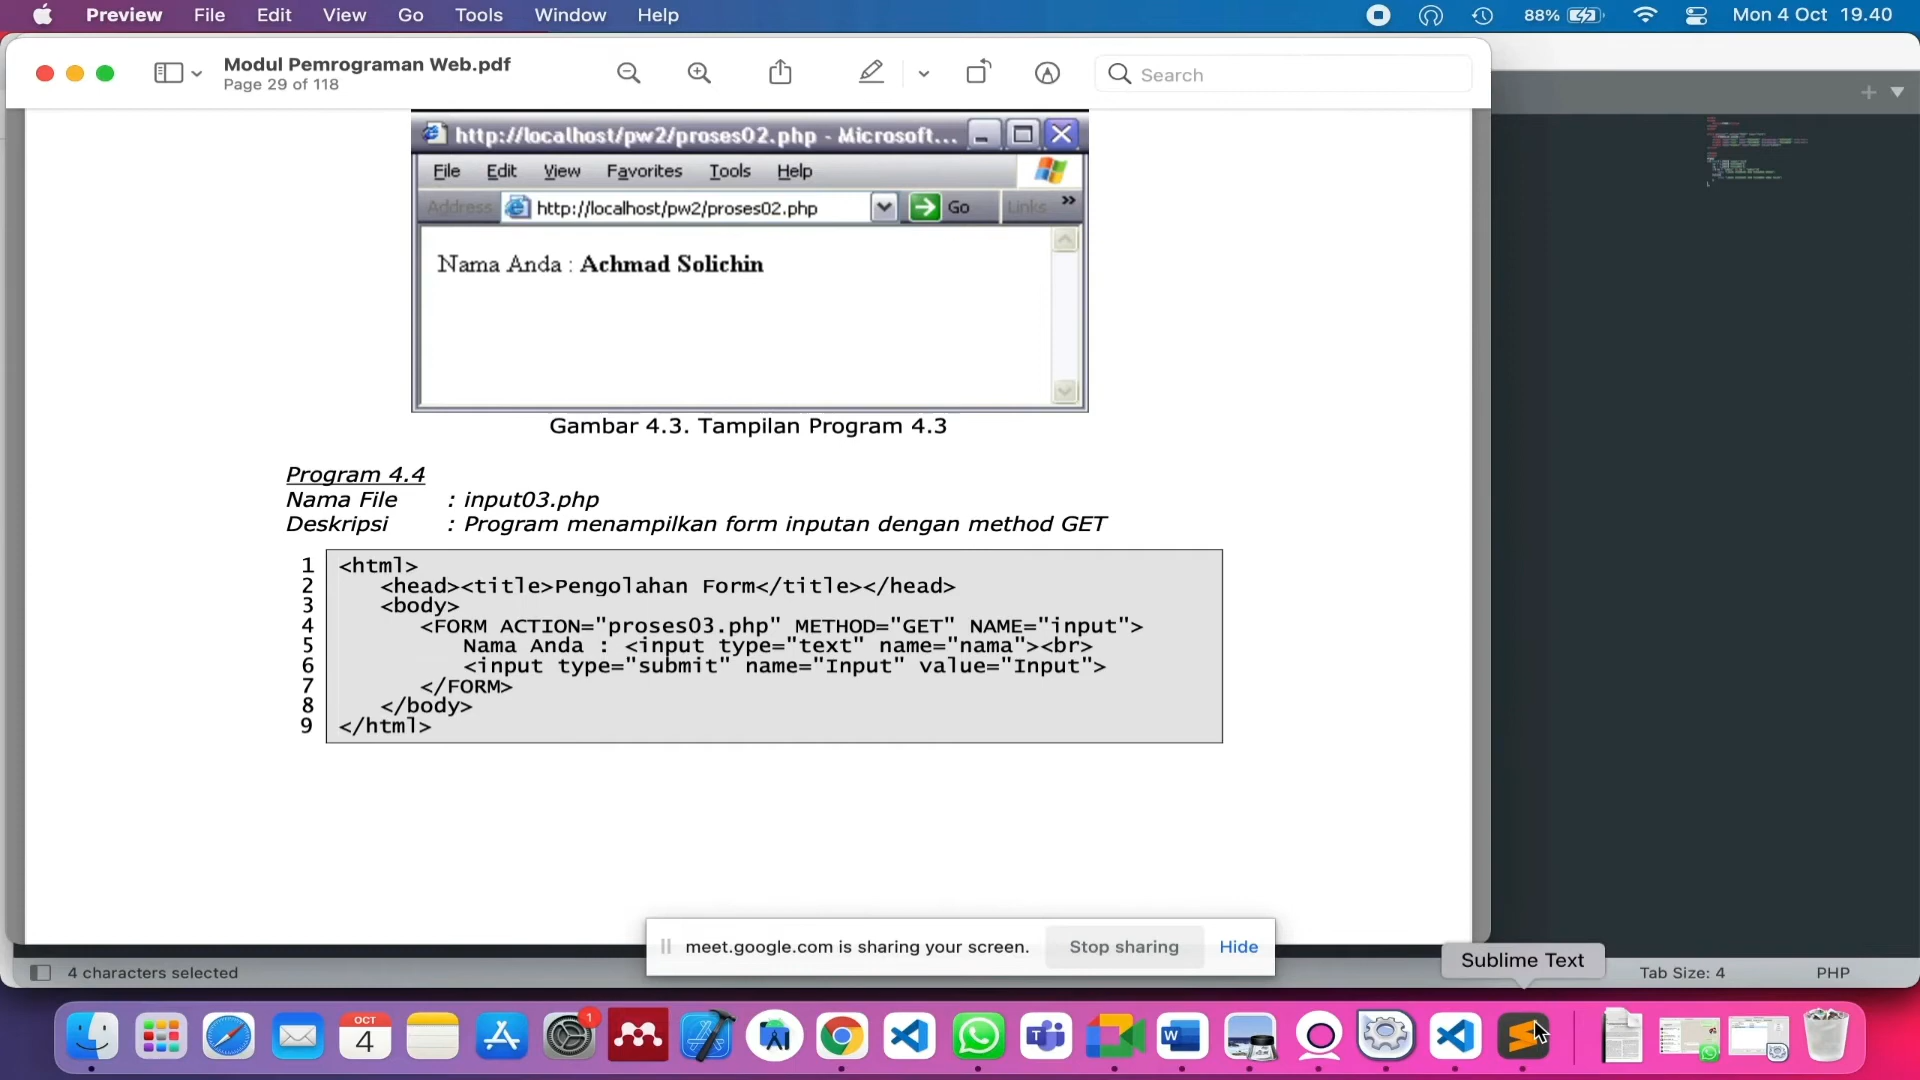 Preview File Edit View Go Tools Window Help 88% Mon 4 Oct 19.40
Modul Pemrograman Web.pdf
Page 29 of 118
Search
http://localhost/pw2/proses02.php - Microsoft...
File Edit View Favorites Tools Help
Address http://localhost/pw2/proses02.php Go Links »
Nama Anda : Achmad Solichin
Gambar 4.3. Tampilan Program 4.3
Program 4.4
Nama File : input03.php
Deskripsi : Program menampilkan form inputan dengan method GET
1 <html>
2 <head><title>Pengolahan Form</title></head>
3 <body>
4 <FORM ACTION="proses03.php" METHOD="GET" NAME="input">
5 Nama Anda : <input type="text" name="nama"><br>
6 <input type="submit" name="Input" value="Input">
7 </FORM>
8 </body>
9 </html>
meet.google.com is sharing your screen. Stop sharing Hide
Sublime Text
4 characters selected Tab Size: 4 PHP
OCT
4
1
W